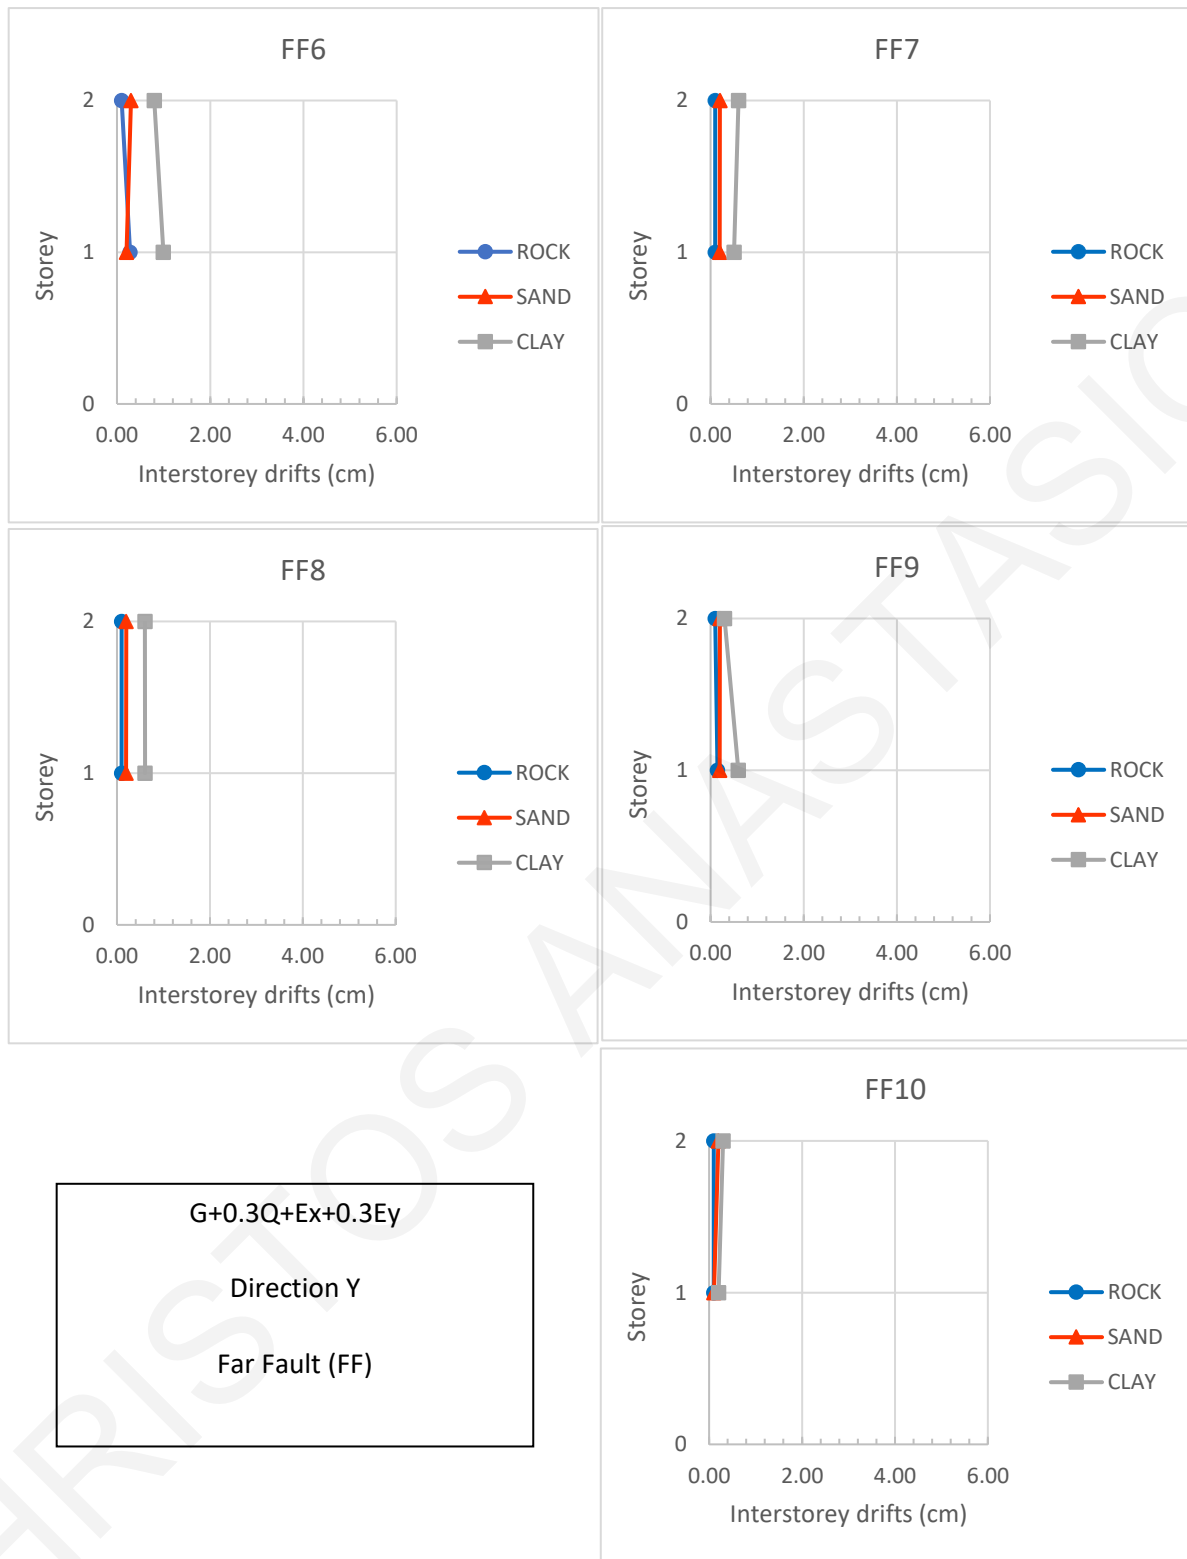 FF6
2
1
0
Storey
0.00 2.00 4.00 6.00
Interstorey drifts (cm)
ROCK
SAND
CLAY
FF7
2
1
0
Storey
0.00 2.00 4.00 6.00
Interstorey drifts (cm)
ROCK
SAND
CLAY
FF8
2
1
0
Storey
0.00 2.00 4.00 6.00
Interstorey drifts (cm)
ROCK
SAND
CLAY
FF9
2
1
0
Storey
0.00 2.00 4.00 6.00
Interstorey drifts (cm)
ROCK
SAND
CLAY
G+0.3Q+Ex+0.3Ey
Direction Y
Far Fault (FF)
FF10
2
1
0
Storey
0.00 2.00 4.00 6.00
Interstorey drifts (cm)
ROCK
SAND
CLAY
HRISTOS ANASTASIO